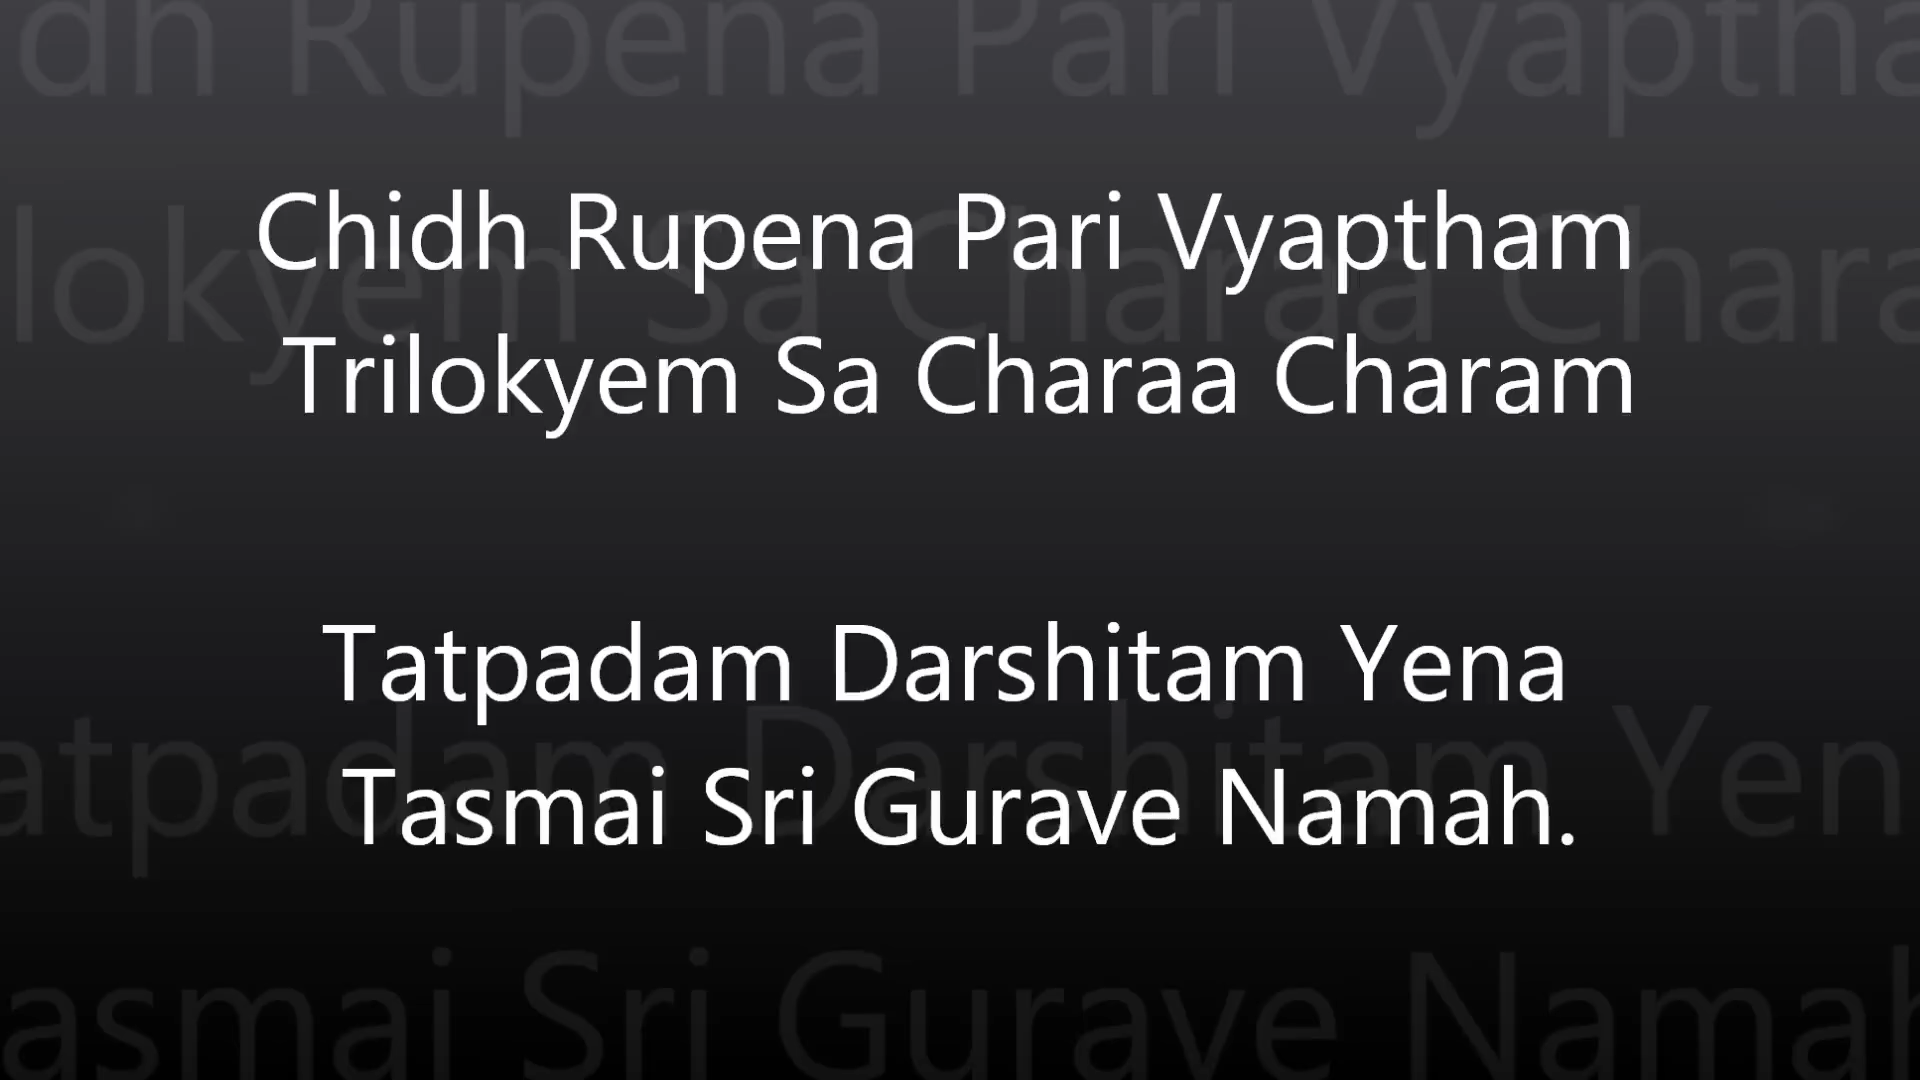 Chidh Rupena Pari Vyaptham
Trilokyem Sa Charaa Charam
Tatpadam Darshitam Yena
Tasmai Sri Gurave Namah.